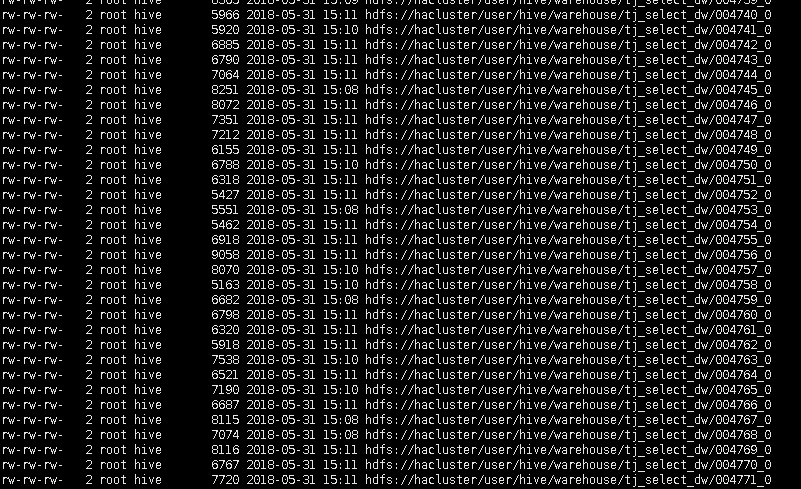 rw-rw-rw- 2 root hive 2018-05-31 15:09 hdfs://hacluster/user/hive/warehouse/tj_select_dw/004739_0
rw-rw-rw- 2 root hive 5966 2018-05-31 15:11 hdfs://hacluster/user/hive/warehouse/tj_select_dw/004740_0
rw-rw-rw- 2 root hive 5920 2018-05-31 15:10 hdfs://hacluster/user/hive/warehouse/tj_select_dw/004741_0
rw-rw-rw- 2 root hive 6885 2018-05-31 15:11 hdfs://hacluster/user/hive/warehouse/tj_select_dw/004742_0
rw-rw-rw- 2 root hive 6790 2018-05-31 15:11 hdfs://hacluster/user/hive/warehouse/tj_select_dw/004743_0
rw-rw-rw- 2 root hive 7064 2018-05-31 15:11 hdfs://hacluster/user/hive/warehouse/tj_select_dw/004744_0
rw-rw-rw- 2 root hive 8251 2018-05-31 15:08 hdfs://hacluster/user/hive/warehouse/tj_select_dw/004745_0
rw-rw-rw- 2 root hive 8072 2018-05-31 15:11 hdfs://hacluster/user/hive/warehouse/tj_select_dw/004746_0
rw-rw-rw- 2 root hive 7351 2018-05-31 15:11 hdfs://hacluster/user/hive/warehouse/tj_select_dw/004747_0
rw-rw-rw- 2 root hive 7212 2018-05-31 15:11 hdfs://hacluster/user/hive/warehouse/tj_select_dw/004748_0
rw-rw-rw- 2 root hive 6155 2018-05-31 15:11 hdfs://hacluster/user/hive/warehouse/tj_select_dw/004749_0
rw-rw-rw- 2 root hive 6788 2018-05-31 15:10 hdfs://hacluster/user/hive/warehouse/tj_select_dw/004750_0
rw-rw-rw- 2 root hive 6318 2018-05-31 15:11 hdfs://hacluster/user/hive/warehouse/tj_select_dw/004751_0
rw-rw-rw- 2 root hive 5427 2018-05-31 15:11 hdfs://hacluster/user/hive/warehouse/tj_select_dw/004752_0
rw-rw-rw- 2 root hive 5551 2018-05-31 15:08 hdfs://hacluster/user/hive/warehouse/tj_select_dw/004753_0
rw-rw-rw- 2 root hive 5462 2018-05-31 15:11 hdfs://hacluster/user/hive/warehouse/tj_select_dw/004754_0
rw-rw-rw- 2 root hive 6918 2018-05-31 15:11 hdfs://hacluster/user/hive/warehouse/tj_select_dw/004755_0
rw-rw-rw- 2 root hive 9058 2018-05-31 15:11 hdfs://hacluster/user/hive/warehouse/tj_select_dw/004756_0
rw-rw-rw- 2 root hive 8070 2018-05-31 15:10 hdfs://hacluster/user/hive/warehouse/tj_select_dw/004757_0
rw-rw-rw- 2 root hive 5163 2018-05-31 15:10 hdfs://hacluster/user/hive/warehouse/tj_select_dw/004758_0
rw-rw-rw- 2 root hive 6682 2018-05-31 15:08 hdfs://hacluster/user/hive/warehouse/tj_select_dw/004759_0
rw-rw-rw- 2 root hive 6798 2018-05-31 15:11 hdfs://hacluster/user/hive/warehouse/tj_select_dw/004760_0
rw-rw-rw- 2 root hive 6320 2018-05-31 15:11 hdfs://hacluster/user/hive/warehouse/tj_select_dw/004761_0
rw-rw-rw- 2 root hive 5918 2018-05-31 15:11 hdfs://hacluster/user/hive/warehouse/tj_select_dw/004762_0
rw-rw-rw- 2 root hive 7538 2018-05-31 15:10 hdfs://hacluster/user/hive/warehouse/tj_select_dw/004763_0
rw-rw-rw- 2 root hive 6521 2018-05-31 15:11 hdfs://hacluster/user/hive/warehouse/tj_select_dw/004764_0
rw-rw-rw- 2 root hive 7190 2018-05-31 15:10 hdfs://hacluster/user/hive/warehouse/tj_select_dw/004765_0
rw-rw-rw- 2 root hive 6687 2018-05-31 15:11 hdfs://hacluster/user/hive/warehouse/tj_select_dw/004766_0
rw-rw-rw- 2 root hive 8115 2018-05-31 15:08 hdfs://hacluster/user/hive/warehouse/tj_select_dw/004767_0
rw-rw-rw- 2 root hive 7074 2018-05-31 15:08 hdfs://hacluster/user/hive/warehouse/tj_select_dw/004768_0
rw-rw-rw- 2 root hive 8116 2018-05-31 15:11 hdfs://hacluster/user/hive/warehouse/tj_select_dw/004769_0
rw-rw-rw- 2 root hive 6767 2018-05-31 15:11 hdfs://hacluster/user/hive/warehouse/tj_select_dw/004770_0
rw-rw-rw- 2 root hive 7720 2018-05-31 15:11 hdfs://hacluster/user/hive/warehouse/tj_select_dw/004771_0